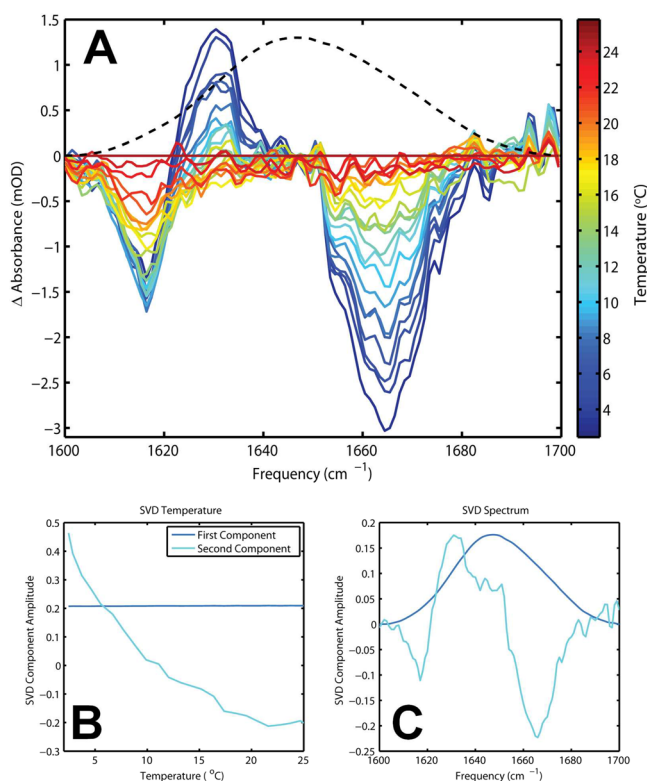 A
1.5
1
0.5
0
-0.5
-1
-1.5
-2
-2.5
-3
Δ Absorbance (mOD)
1600 1620 1640 1660 1680 1700
Frequency (cm -1)
24
22
20
18
16
14
12
10
8
6
4
Temperature (oC)
SVD Temperature
0.5
0.4
0.3
0.2
0.1
0
-0.1
-0.2
-0.3
SVD Component Amplitude
First Component
Second Component
B
5 10 15 20 25
Temperature ( oC)
SVD Spectrum
0.2
0.15
0.1
0.05
0
-0.05
-0.1
-0.15
-0.2
-0.25
SVD Component Amplitude
C
1600 1620 1640 1660 1680 1700
Frequency (cm -1)